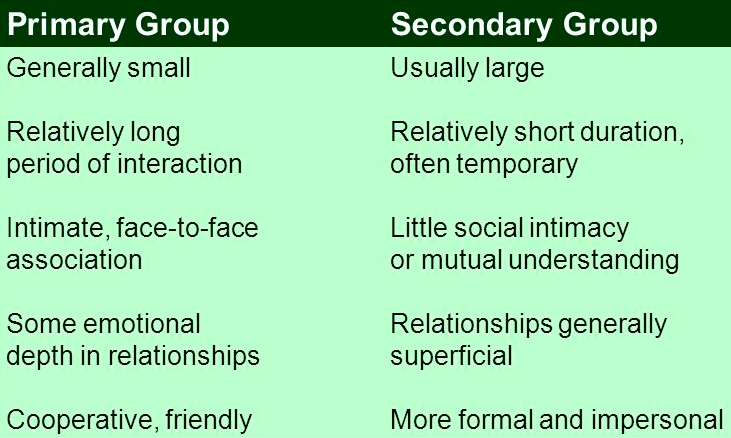 Primary Group Secondary Group
Generally small Usually large
Relatively long Relatively short duration,
period of interaction often temporary
Intimate, face-to-face Little social intimacy
association or mutual understanding
Some emotional Relationships generally
depth in relationships superficial
Cooperative, friendly More formal and impersonal